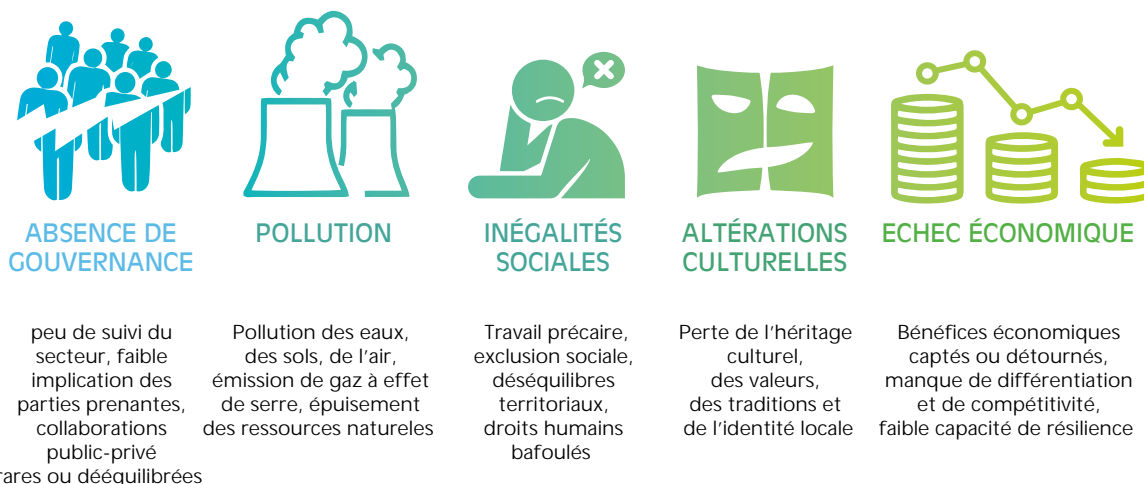 ABSENCE DE
GOUVERNANCE
peu de suivi du
secteur, faible
implication des
parties prenantes,
collaborations
public-privé
rares ou dééquilibrées
POLLUTION
Pollution des eaux,
des sols, de l'air,
émission de gaz à effet
de serre, épuisement
des ressources natureles
INÉGALITÉS
SOCIALES
Travail précaire,
exclusion sociale,
déséquilibres
territoriaux,
droits humains
bafoulés
ALTÉRATIONS
CULTURELLES
Perte de l'héritage
culturel,
des valeurs,
des traditions et
de l'identité locale
ECHEC ÉCONOMIQUE
Bénéfices économiques
captés ou détournés,
manque de différentiation
et de compétitivité,
faible capacité de résilience